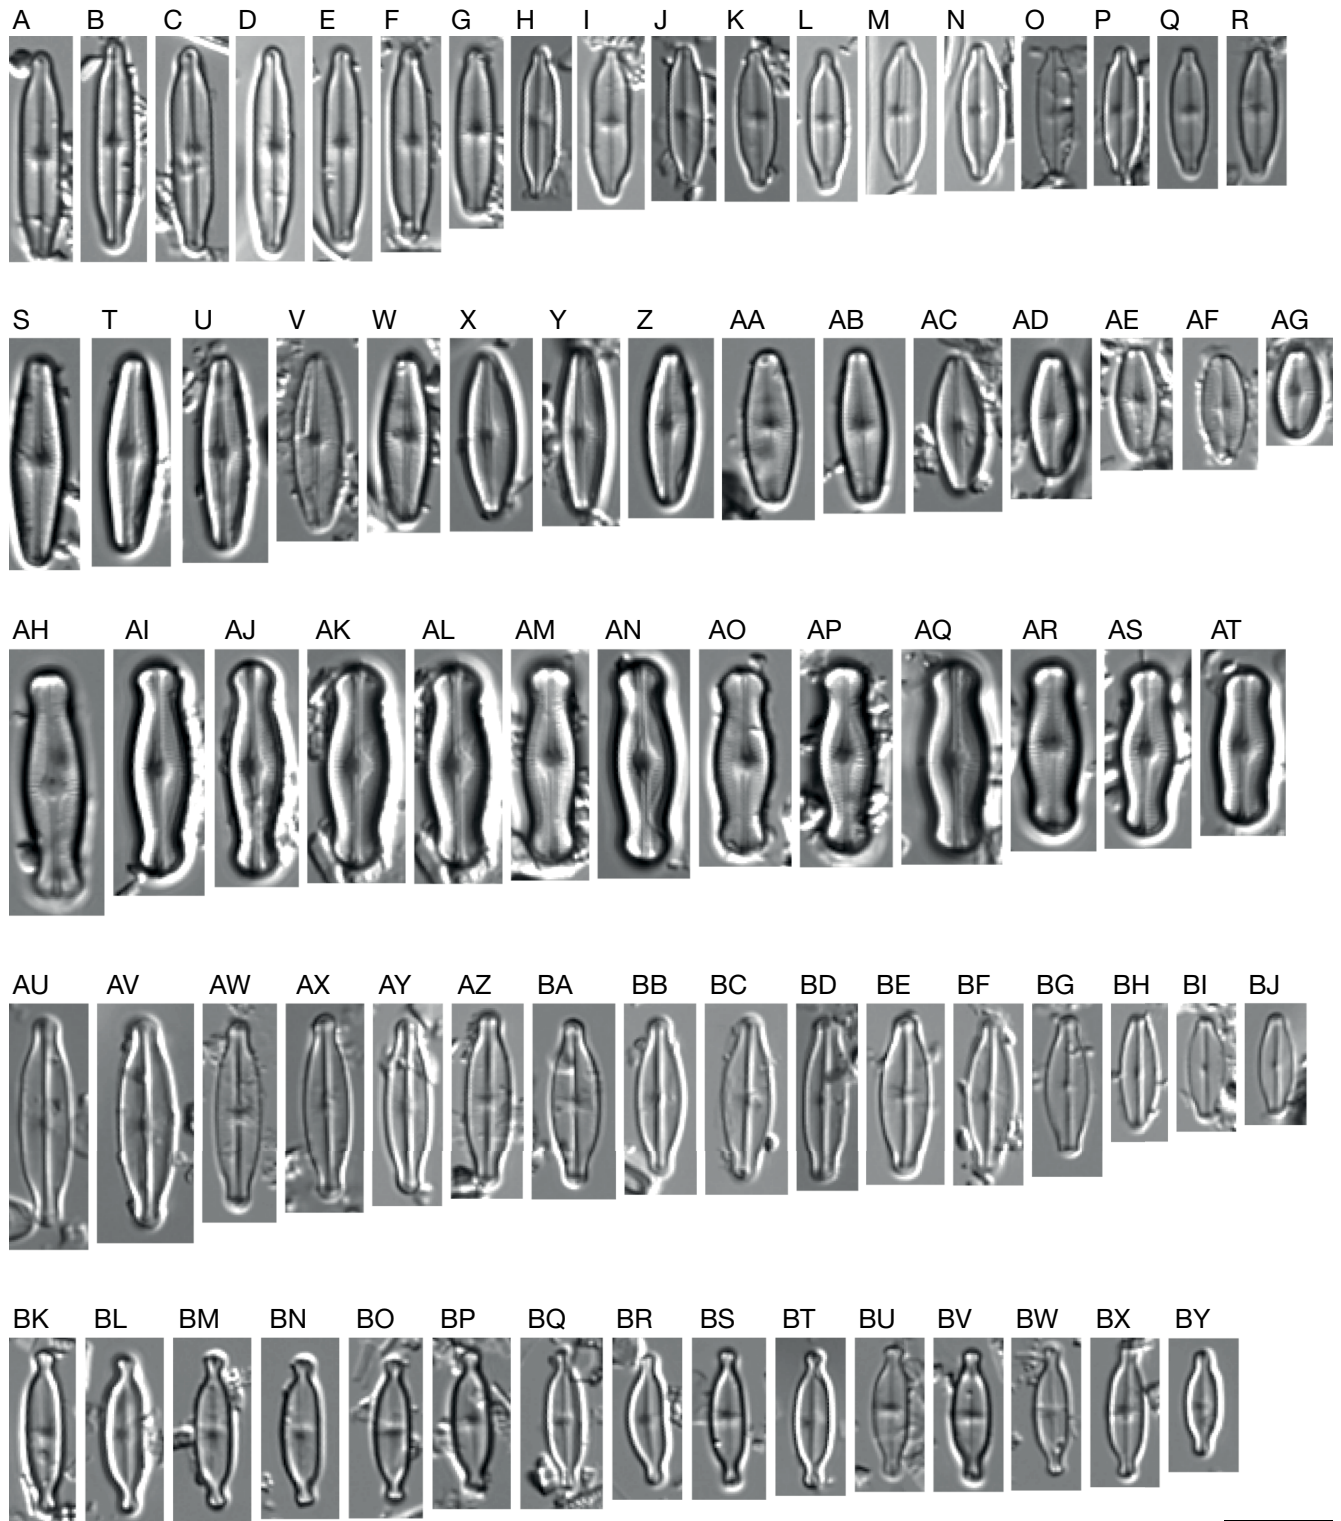 A B C D E F G H I J K L M N O P Q R
S T U V W X Y Z AA AB AC AD AE AF AG
AH AI AJ AK AL AM AN AO AP AQ AR AS AT
AU AV AW AX AY AZ BA BB BC BD BE BF BG BH BI BJ
BK BL BM BN BO BP BQ BR BS BT BU BV BW BX BY